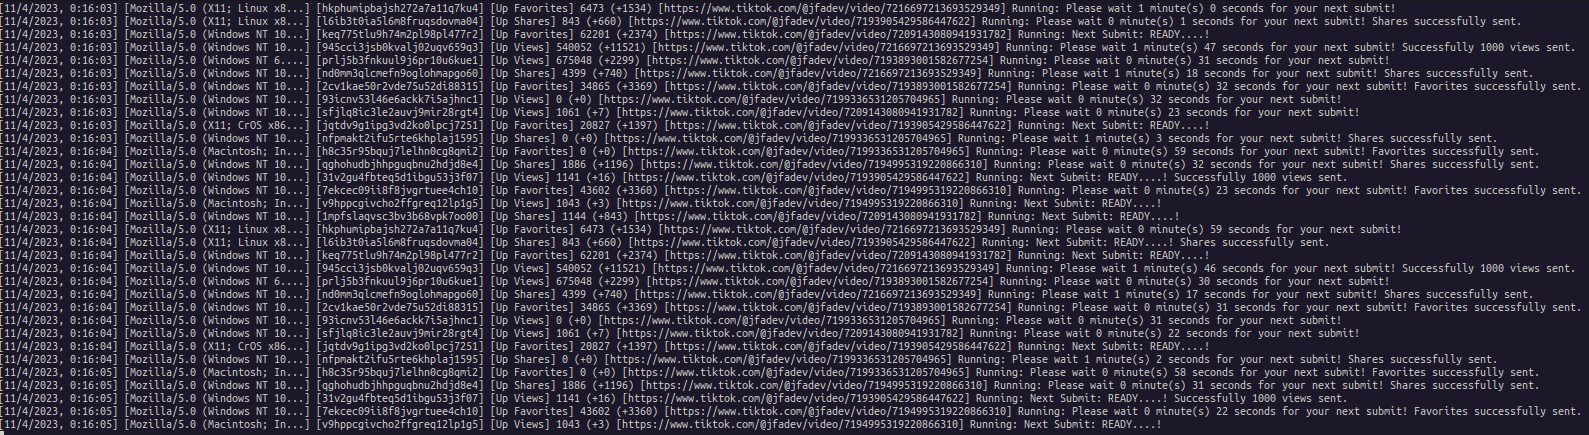 [11/4/2023, 0:16:03] [Mozilla/5.0 (X11; Linux x8...] [hkphumipbajsh272a7a11q7ku4] [Up Favorites] 6473 (+1534) [https://www.tiktok.com/@jfadev/video/7216697213693529349] Running: Please wait 1 minute(s) 0 seconds for your next submit!
[11/4/2023, 0:16:03] [Mozilla/5.0 (X11; Linux x8...] [l6ib3t0ia5l6m8fruqsdovma04] [Up Shares] 843 (+660) [https://www.tiktok.com/@jfadev/video/7193905429586447622] Running: Please wait 0 minute(s) 1 seconds for your next submit! Shares successfully sent.
[11/4/2023, 0:16:03] [Mozilla/5.0 (Windows NT 10...] [keq775tlu9h74m2pl98pl477r2] [Up Favorites] 62201 (+2374) [https://www.tiktok.com/@jfadev/video/7209143080941931782] Running: Next Submit: READY....!
[11/4/2023, 0:16:03] [Mozilla/5.0 (Windows NT 10...] [945cci3jsb0kvalj02uqv659q3] [Up Views] 540052 (+11521) [https://www.tiktok.com/@jfadev/video/7216697213693529349] Running: Please wait 1 minute(s) 47 seconds for your next submit! Successfully 1000 views sent.
[11/4/2023, 0:16:03] [Mozilla/5.0 (Windows NT 6....] [prlj5b3fnkuul9j6pr10u6kue1] [Up Views] 675048 (+2299) [https://www.tiktok.com/@jfadev/video/7193893001582677254] Running: Please wait 0 minute(s) 31 seconds for your next submit!
[11/4/2023, 0:16:03] [Mozilla/5.0 (Windows NT 10...] [nd0mm3qlcmefn9oglohmapgo60] [Up Shares] 4399 (+740) [https://www.tiktok.com/@jfadev/video/7216697213693529349] Running: Please wait 1 minute(s) 18 seconds for your next submit! Shares successfully sent.
[11/4/2023, 0:16:03] [Mozilla/5.0 (Windows NT 10...] [2cv1kae50r2vde75u52dl88315] [Up Favorites] 34865 (+3369) [https://www.tiktok.com/@jfadev/video/7193893001582677254] Running: Please wait 0 minute(s) 32 seconds for your next submit! Favorites successfully sent.
[11/4/2023, 0:16:03] [Mozilla/5.0 (Windows NT 10...] [93icnv53l46e6ackk7i5ajhnc1] [Up Views] 0 (+0) [https://www.tiktok.com/@jfadev/video/7199336531205704965] Running: Please wait 0 minute(s) 32 seconds for your next submit!
[11/4/2023, 0:16:03] [Mozilla/5.0 (Windows NT 10...] [sfjlq8ic3le2auvj9mir28rgt4] [Up Views] 1061 (+7) [https://www.tiktok.com/@jfadev/video/7209143080941931782] Running: Please wait 0 minute(s) 23 seconds for your next submit!
[11/4/2023, 0:16:03] [Mozilla/5.0 (X11; CrOS x86...] [jqtdv9g1ipg3vd2ko0lpcj7251] [Up Favorites] 20827 (+1397) [https://www.tiktok.com/@jfadev/video/7193905429586447622] Running: Next Submit: READY....!
[11/4/2023, 0:16:03] [Mozilla/5.0 (Windows NT 10...] [nfpmakt2ifu5rte6khplaj1595] [Up Shares] 0 (+0) [https://www.tiktok.com/@jfadev/video/7199336531205704965] Running: Please wait 1 minute(s) 3 seconds for your next submit! Shares successfully sent.
[11/4/2023, 0:16:04] [Mozilla/5.0 (Macintosh; In...] [h8c35r95bquj7lelhn0cg8qmi2] [Up Favorites] 0 (+0) [https://www.tiktok.com/@jfadev/video/7199336531205704965] Running: Please wait 0 minute(s) 59 seconds for your next submit! Favorites successfully sent.
[11/4/2023, 0:16:04] [Mozilla/5.0 (Windows NT 10...] [qghohudbjhhpguqbnu2hdjd8e4] [Up Shares] 1886 (+1196) [https://www.tiktok.com/@jfadev/video/7194995319220866310] Running: Please wait 0 minute(s) 32 seconds for your next submit! Shares successfully sent.
[11/4/2023, 0:16:04] [Mozilla/5.0 (Windows NT 10...] [31v2gu4fbteq5d1ibgu53j3f07] [Up Views] 1141 (+16) [https://www.tiktok.com/@jfadev/video/7193905429586447622] Running: Next Submit: READY....! Successfully 1000 views sent.
[11/4/2023, 0:16:04] [Mozilla/5.0 (Windows NT 10...] [7ekcec09ii8f8jvgrtuee4ch10] [Up Favorites] 43602 (+3360) [https://www.tiktok.com/@jfadev/video/7194995319220866310] Running: Please wait 0 minute(s) 23 seconds for your next submit! Favorites successfully sent.
[11/4/2023, 0:16:04] [Mozilla/5.0 (Macintosh; In...] [v9hppcgivcho2ffgreq12lp1g5] [Up Views] 1043 (+3) [https://www.tiktok.com/@jfadev/video/7194995319220866310] Running: Next Submit: READY....!
[11/4/2023, 0:16:04] [Mozilla/5.0 (Windows NT 10...] [1mpfslaqvsc3bv3b68vpk7oo00] [Up Shares] 1144 (+843) [https://www.tiktok.com/@jfadev/video/7209143080941931782] Running: Next Submit: READY....!
[11/4/2023, 0:16:04] [Mozilla/5.0 (X11; Linux x8...] [hkphumipbajsh272a7a11q7ku4] [Up Favorites] 6473 (+1534) [https://www.tiktok.com/@jfadev/video/7216697213693529349] Running: Please wait 0 minute(s) 59 seconds for your next submit!
[11/4/2023, 0:16:04] [Mozilla/5.0 (X11; Linux x8...] [l6ib3t0ia5l6m8fruqsdovma04] [Up Shares] 843 (+660) [https://www.tiktok.com/@jfadev/video/7193905429586447622] Running: Next Submit: READY....! Shares successfully sent.
[11/4/2023, 0:16:04] [Mozilla/5.0 (Windows NT 10...] [keq775tlu9h74m2pl98pl477r2] [Up Favorites] 62201 (+2374) [https://www.tiktok.com/@jfadev/video/7209143080941931782] Running: Next Submit: READY....!
[11/4/2023, 0:16:04] [Mozilla/5.0 (Windows NT 10...] [945cci3jsb0kvalj02uqv659q3] [Up Views] 540052 (+11521) [https://www.tiktok.com/@jfadev/video/7216697213693529349] Running: Please wait 1 minute(s) 46 seconds for your next submit! Successfully 1000 views sent.
[11/4/2023, 0:16:04] [Mozilla/5.0 (Windows NT 6....] [prlj5b3fnkuul9j6pr10u6kue1] [Up Views] 675048 (+2299) [https://www.tiktok.com/@jfadev/video/7193893001582677254] Running: Please wait 0 minute(s) 30 seconds for your next submit!
[11/4/2023, 0:16:04] [Mozilla/5.0 (Windows NT 10...] [nd0mm3qlcmefn9oglohmapgo60] [Up Shares] 4399 (+740) [https://www.tiktok.com/@jfadev/video/7216697213693529349] Running: Please wait 1 minute(s) 17 seconds for your next submit! Shares successfully sent.
[11/4/2023, 0:16:04] [Mozilla/5.0 (Windows NT 10...] [2cv1kae50r2vde75u52dl88315] [Up Favorites] 34865 (+3369) [https://www.tiktok.com/@jfadev/video/7193893001582677254] Running: Please wait 0 minute(s) 31 seconds for your next submit! Favorites successfully sent.
[11/4/2023, 0:16:04] [Mozilla/5.0 (Windows NT 10...] [93icnv53l46e6ackk7i5ajhnc1] [Up Views] 0 (+0) [https://www.tiktok.com/@jfadev/video/7199336531205704965] Running: Please wait 0 minute(s) 31 seconds for your next submit!
[11/4/2023, 0:16:04] [Mozilla/5.0 (Windows NT 10...] [sfjlq8ic3le2auvj9mir28rgt4] [Up Views] 1061 (+7) [https://www.tiktok.com/@jfadev/video/7209143080941931782] Running: Please wait 0 minute(s) 22 seconds for your next submit!
[11/4/2023, 0:16:04] [Mozilla/5.0 (X11; CrOS x86...] [jqtdv9g1ipg3vd2ko0lpcj7251] [Up Favorites] 20827 (+1397) [https://www.tiktok.com/@jfadev/video/7193905429586447622] Running: Next Submit: READY....!
[11/4/2023, 0:16:04] [Mozilla/5.0 (Windows NT 10...] [nfpmakt2ifu5rte6khplaj1595] [Up Shares] 0 (+0) [https://www.tiktok.com/@jfadev/video/7199336531205704965] Running: Please wait 1 minute(s) 2 seconds for your next submit! Shares successfully sent.
[11/4/2023, 0:16:05] [Mozilla/5.0 (Macintosh; In...] [h8c35r95bquj7lelhn0cg8qmi2] [Up Favorites] 0 (+0) [https://www.tiktok.com/@jfadev/video/7199336531205704965] Running: Please wait 0 minute(s) 58 seconds for your next submit! Favorites successfully sent.
[11/4/2023, 0:16:05] [Mozilla/5.0 (Windows NT 10...] [qghohudbjhhpguqbnu2hdjd8e4] [Up Shares] 1886 (+1196) [https://www.tiktok.com/@jfadev/video/7194995319220866310] Running: Please wait 0 minute(s) 31 seconds for your next submit! Shares successfully sent.
[11/4/2023, 0:16:05] [Mozilla/5.0 (Windows NT 10...] [31v2gu4fbteq5d1ibgu53j3f07] [Up Views] 1141 (+16) [https://www.tiktok.com/@jfadev/video/7193905429586447622] Running: Next Submit: READY....! Successfully 1000 views sent.
[11/4/2023, 0:16:05] [Mozilla/5.0 (Windows NT 10...] [7ekcec09ii8f8jvgrtuee4ch10] [Up Favorites] 43602 (+3360) [https://www.tiktok.com/@jfadev/video/7194995319220866310] Running: Please wait 0 minute(s) 22 seconds for your next submit! Favorites successfully sent.
[11/4/2023, 0:16:05] [Mozilla/5.0 (Macintosh; In...] [v9hppcgivcho2ffgreq12lp1g5] [Up Views] 1043 (+3) [https://www.tiktok.com/@jfadev/video/7194995319220866310] Running: Next Submit: READY....!